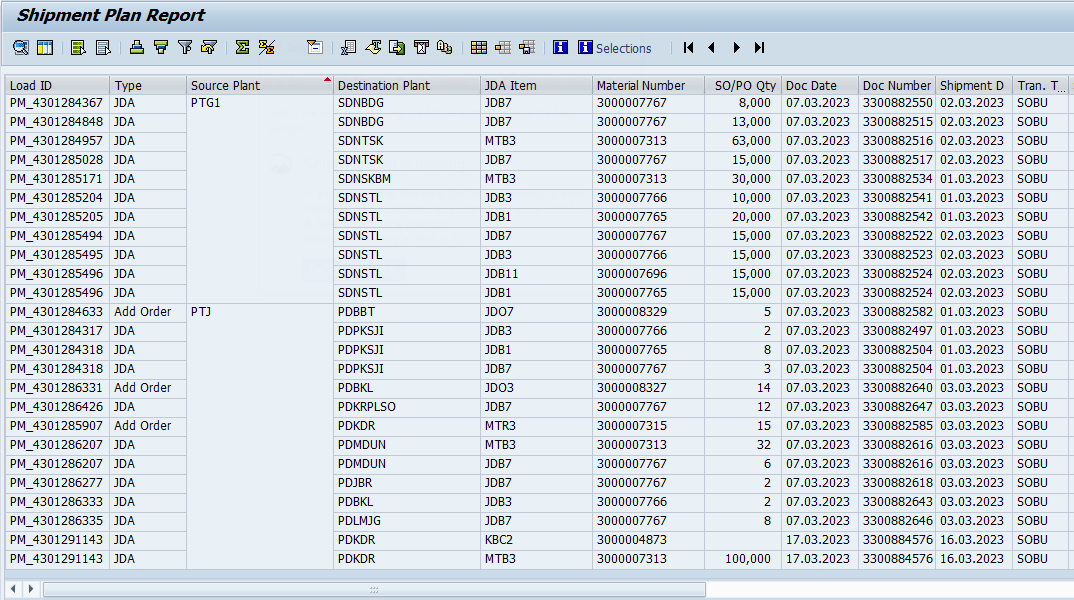 Shipment Plan Report
Selections
Load ID Type Source Plant Destination Plant JDA Item Material Number SO/PO Qty Doc Date Doc Number Shipment D Tran. T...
PM_4301284367 JDA PTG1 SDNBDG JDB7 3000007767 8,000 07.03.2023 3300882550 02.03.2023 SOBU
PM_4301284848 JDA SDNBDG JDB7 3000007767 13,000 07.03.2023 3300882515 02.03.2023 SOBU
PM_4301284957 JDA SDNTSK MTB3 3000007313 63,000 07.03.2023 3300882516 02.03.2023 SOBU
PM_4301285028 JDA SDNTSK JDB7 3000007767 15,000 07.03.2023 3300882517 02.03.2023 SOBU
PM_4301285171 JDA SDNSKBM MTB3 3000007313 30,000 07.03.2023 3300882534 01.03.2023 SOBU
PM_4301285204 JDA SDNSTL JDB3 3000007766 10,000 07.03.2023 3300882541 01.03.2023 SOBU
PM_4301285205 JDA SDNSTL JDB1 3000007765 20,000 07.03.2023 3300882542 01.03.2023 SOBU
PM_4301285494 JDA SDNSTL JDB7 3000007767 15,000 07.03.2023 3300882522 02.03.2023 SOBU
PM_4301285495 JDA SDNSTL JDB3 3000007766 15,000 07.03.2023 3300882523 02.03.2023 SOBU
PM_4301285496 JDA SDNSTL JDB11 3000007696 15,000 07.03.2023 3300882524 02.03.2023 SOBU
PM_4301285496 JDA SDNSTL JDB1 3000007765 15,000 07.03.2023 3300882524 02.03.2023 SOBU
PM_4301284633 Add Order PTJ PDBBT JDO7 3000008329 5 07.03.2023 3300882582 01.03.2023 SOBU
PM_4301284317 JDA PDPKSJI JDB3 3000007766 2 07.03.2023 3300882497 01.03.2023 SOBU
PM_4301284318 JDA PDPKSJI JDB1 3000007765 8 07.03.2023 3300882504 01.03.2023 SOBU
PM_4301284318 JDA PDPKSJI JDB7 3000007767 3 07.03.2023 3300882504 01.03.2023 SOBU
PM_4301286331 Add Order PDBKL JDO3 3000008327 14 07.03.2023 3300882640 03.03.2023 SOBU
PM_4301286426 JDA PDKRPLSO JDB7 3000007767 12 07.03.2023 3300882647 03.03.2023 SOBU
PM_4301285907 Add Order PDKDR MTR3 3000007315 15 07.03.2023 3300882585 03.03.2023 SOBU
PM_4301286207 JDA PDMDUN MTB3 3000007313 32 07.03.2023 3300882616 03.03.2023 SOBU
PM_4301286207 JDA PDMDUN JDB7 3000007767 6 07.03.2023 3300882616 03.03.2023 SOBU
PM_4301286277 JDA PDJBR JDB7 3000007767 2 07.03.2023 3300882618 03.03.2023 SOBU
PM_4301286333 JDA PDBKL JDB3 3000007766 2 07.03.2023 3300882643 03.03.2023 SOBU
PM_4301286335 JDA PDLMJG JDB7 3000007767 8 07.03.2023 3300882646 03.03.2023 SOBU
PM_4301291143 JDA PDKDR KBC2 3000004873 17.03.2023 3300884576 16.03.2023 SOBU
PM_4301291143 JDA PDKDR MTB3 3000007313 100,000 17.03.2023 3300884576 16.03.2023 SOBU